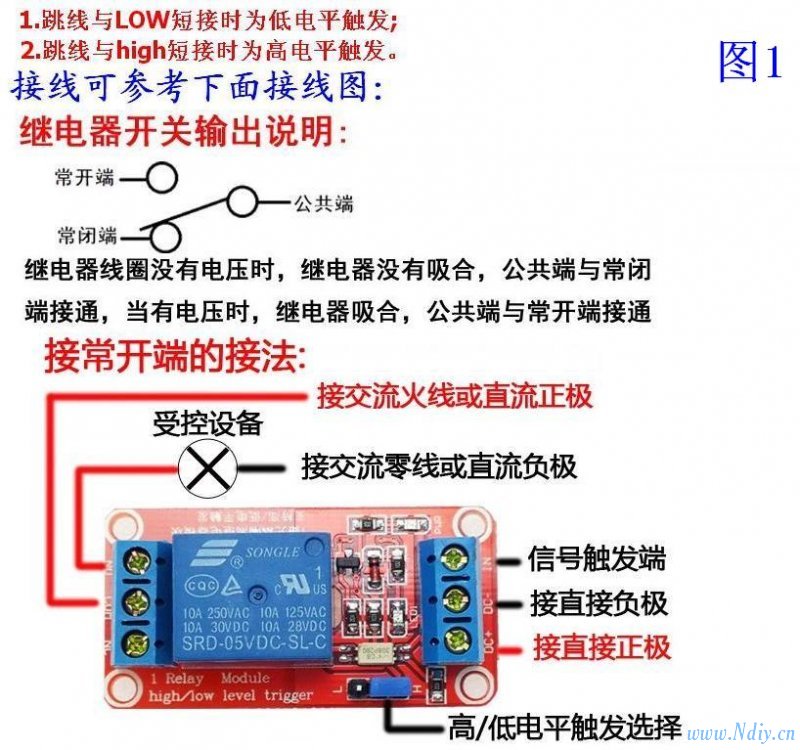 1.跳线与LOW短接时为低电平触发;
2.跳线与high短接时为高电平触发。
图1
接线可参考下面接线图:
继电器开关输出说明:
常开端
公共端
常闭端
继电器线圈没有电压时，继电器没有吸合，公共端与常闭
端接通，当有电压时，继电器吸合，公共端与常开端接通
接常开端的接法:
接交流火线或直流正极
受控设备
接交流零线或直流负极
SONGLE
CQC
US
1
10A 250VAC 10A 125VAC
10A 30VDC 10A 28VDC
SRD-05VDC-SL-C
IN
DC-
DC+
信号触发端
接直接负极
接直接正极
1 Relay Module
high/low level trigger
L
H
高/低电平触发选择
www.Ndiy.cn